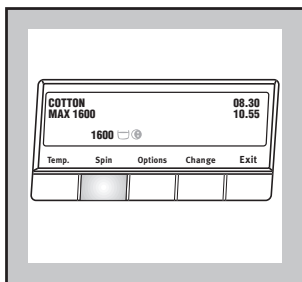 COTTON 08.30
MAX 1600 10.55
1600
Temp. Spin Options Change Exit